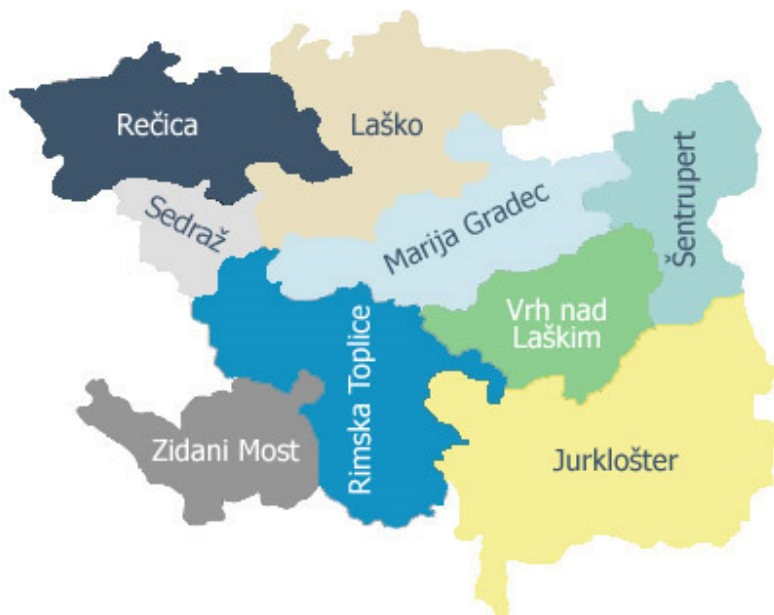 Rečica
Laško
Šentrupert
Sedraž
Marija Gradec
Vrh nad
Laškim
Rimska Toplice
Zidani Most
Jurklošter